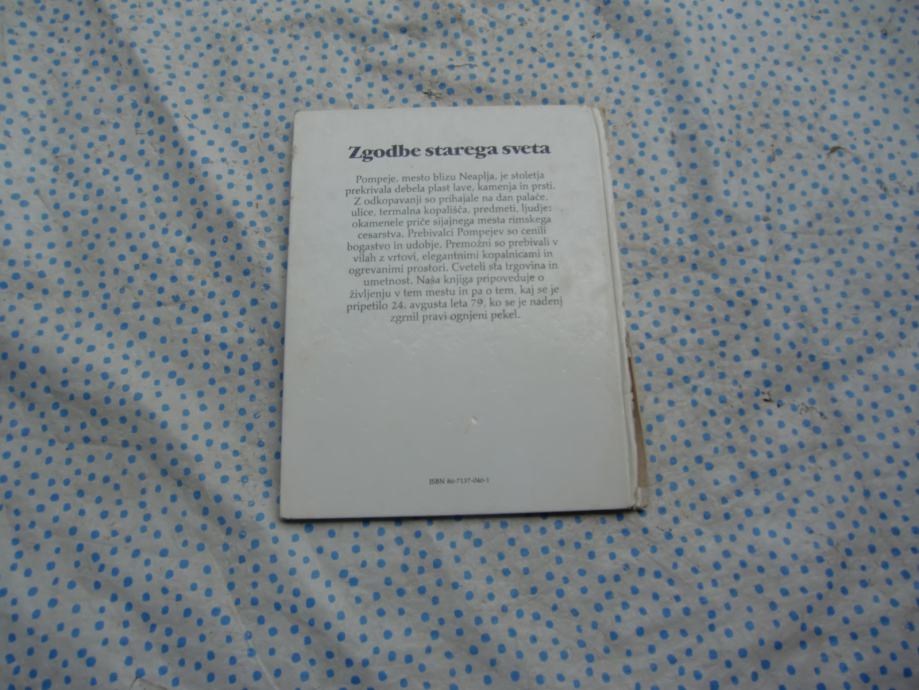 Zgodbe starega sveta
Pompeje, mesto blizu Neaplja, je stoletja
prekrivala debela plast lave, kamenja in prsti.
Z odkopavanji so prihajale na dan palače,
ulice, termalna kopališča, predmeti, ljudje;
okamenele priče sijajnega mesta rimskega
cesarstva. Prebivalci Pompejev so cenili
bogastvo in udobje. Premožni so prebivali v
vilah z vrtovi, elegantnimi kopalnicami in
ogrevanimi prostori. Cveteli sta trgovina in
umetnost. Naša knjiga pripoveduje o
življenju v tem mestu in pa o tem, kaj se je
pripetilo 24. avgusta leta 79, ko se je nadenj
zgrnil pravi ognjeni pekel.
ISBN 86-7137-040-1